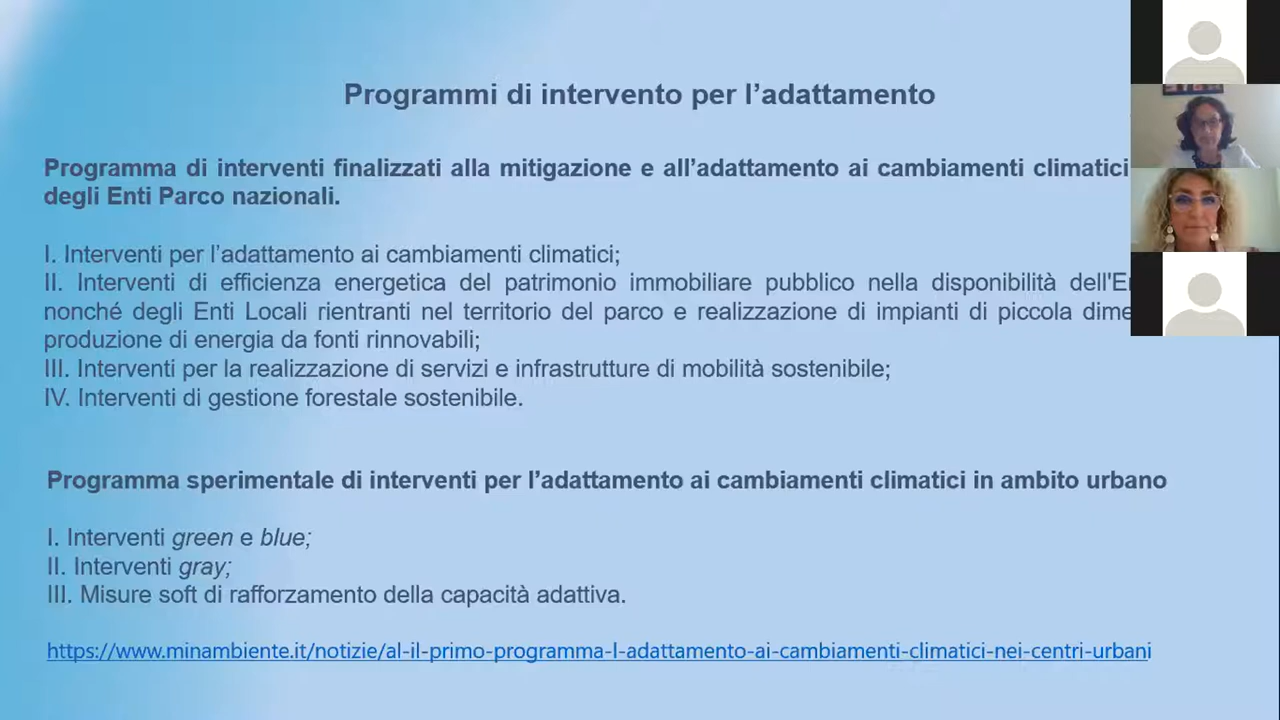 Programmi di intervento per l’adattamento
Programma di interventi finalizzati alla mitigazione e all’adattamento ai cambiamenti climatici
degli Enti Parco nazionali.
I. Interventi per l’adattamento ai cambiamenti climatici;
II. Interventi di efficienza energetica del patrimonio immobiliare pubblico nella disponibilità
nonché degli Enti Locali rientranti nel territorio del parco e realizzazione di impianti di piccola
produzione di energia da fonti rinnovabili;
III. Interventi per la realizzazione di servizi e infrastrutture di mobilità sostenibile;
IV. Interventi di gestione forestale sostenibile.
Programma sperimentale di interventi per l’adattamento ai cambiamenti climatici in ambito urbano
I. Interventi green e blue;
II. Interventi gray;
III. Misure soft di rafforzamento della capacità adattiva.
https://www.minambiente.it/notizie/al-il-primo-programma-l-adattamento-ai-cambiamenti-climatici-nei-centri-urbani